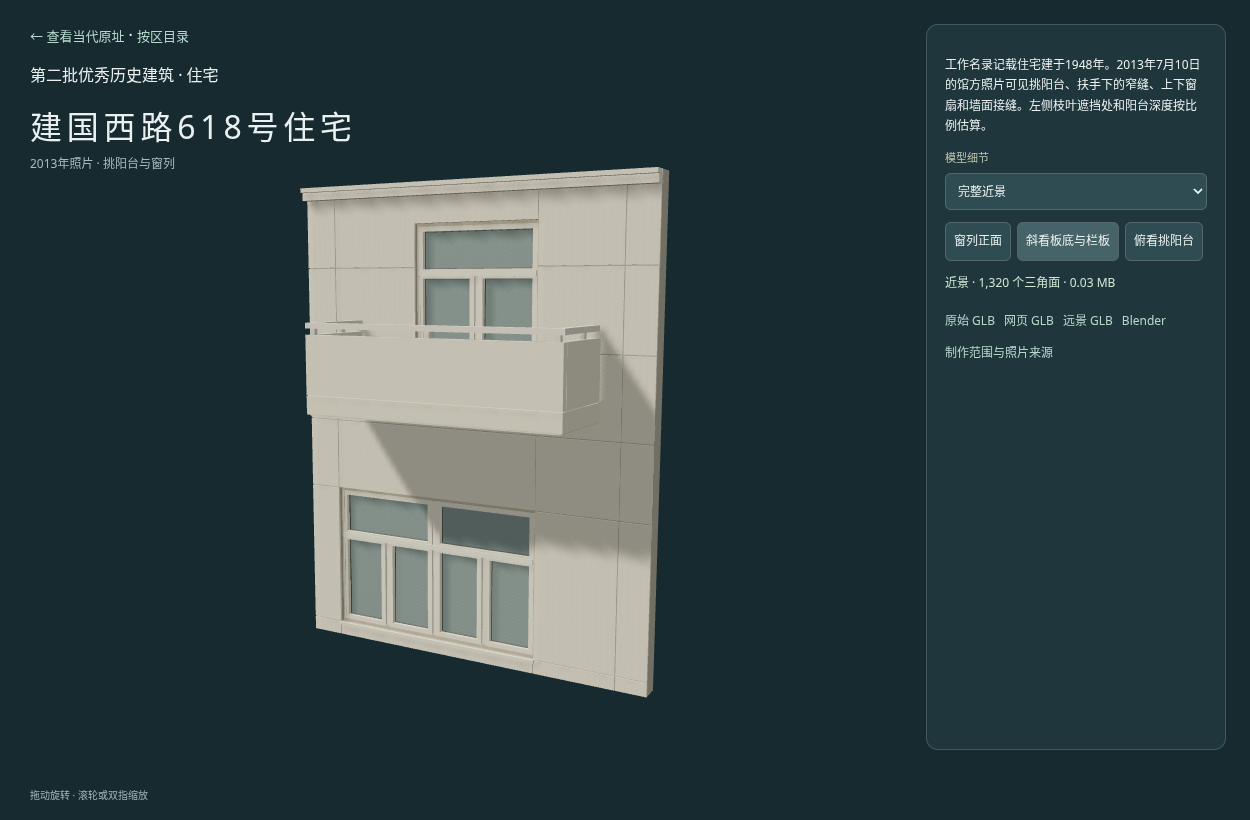 ← 查看当代原址 · 按区目录
第二批优秀历史建筑 · 住宅
建国西路618号住宅
2013年照片 · 挑阳台与窗列
工作名录记载住宅建于1948年。2013年7月10日
的馆方照片可见挑阳台、扶手下的窄缝、上下窗
扇和墙面接缝。左侧枝叶遮挡处和阳台深度按比
例估算。
模型细节
完整近景
窗列正面 斜看板底与栏板 俯看挑阳台
近景 · 1,320 个三角面 · 0.03 MB
原始 GLB 网页 GLB 远景 GLB Blender
制作范围与照片来源
拖动旋转 · 滚轮或双指缩放